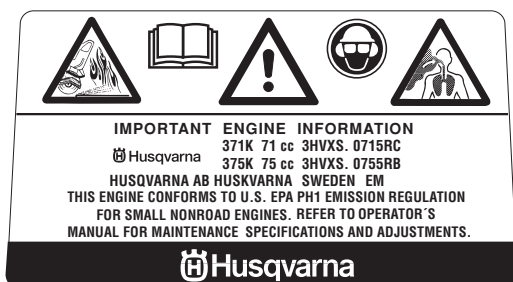 IMPORTANT ENGINE INFORMATION
371K 71 cc 3HVXS. 0715RC
Husqvarna
375K 75 cc 3HVXS. 0755RB
HUSQVARNA AB HUSKVARNA SWEDEN EM
THIS ENGINE CONFORMS TO U.S. EPA PH1 EMISSION REGULATION
FOR SMALL NONROAD ENGINES. REFER TO OPERATOR´S
MANUAL FOR MAINTENANCE SPECIFICATIONS AND ADJUSTMENTS.
Husqvarna